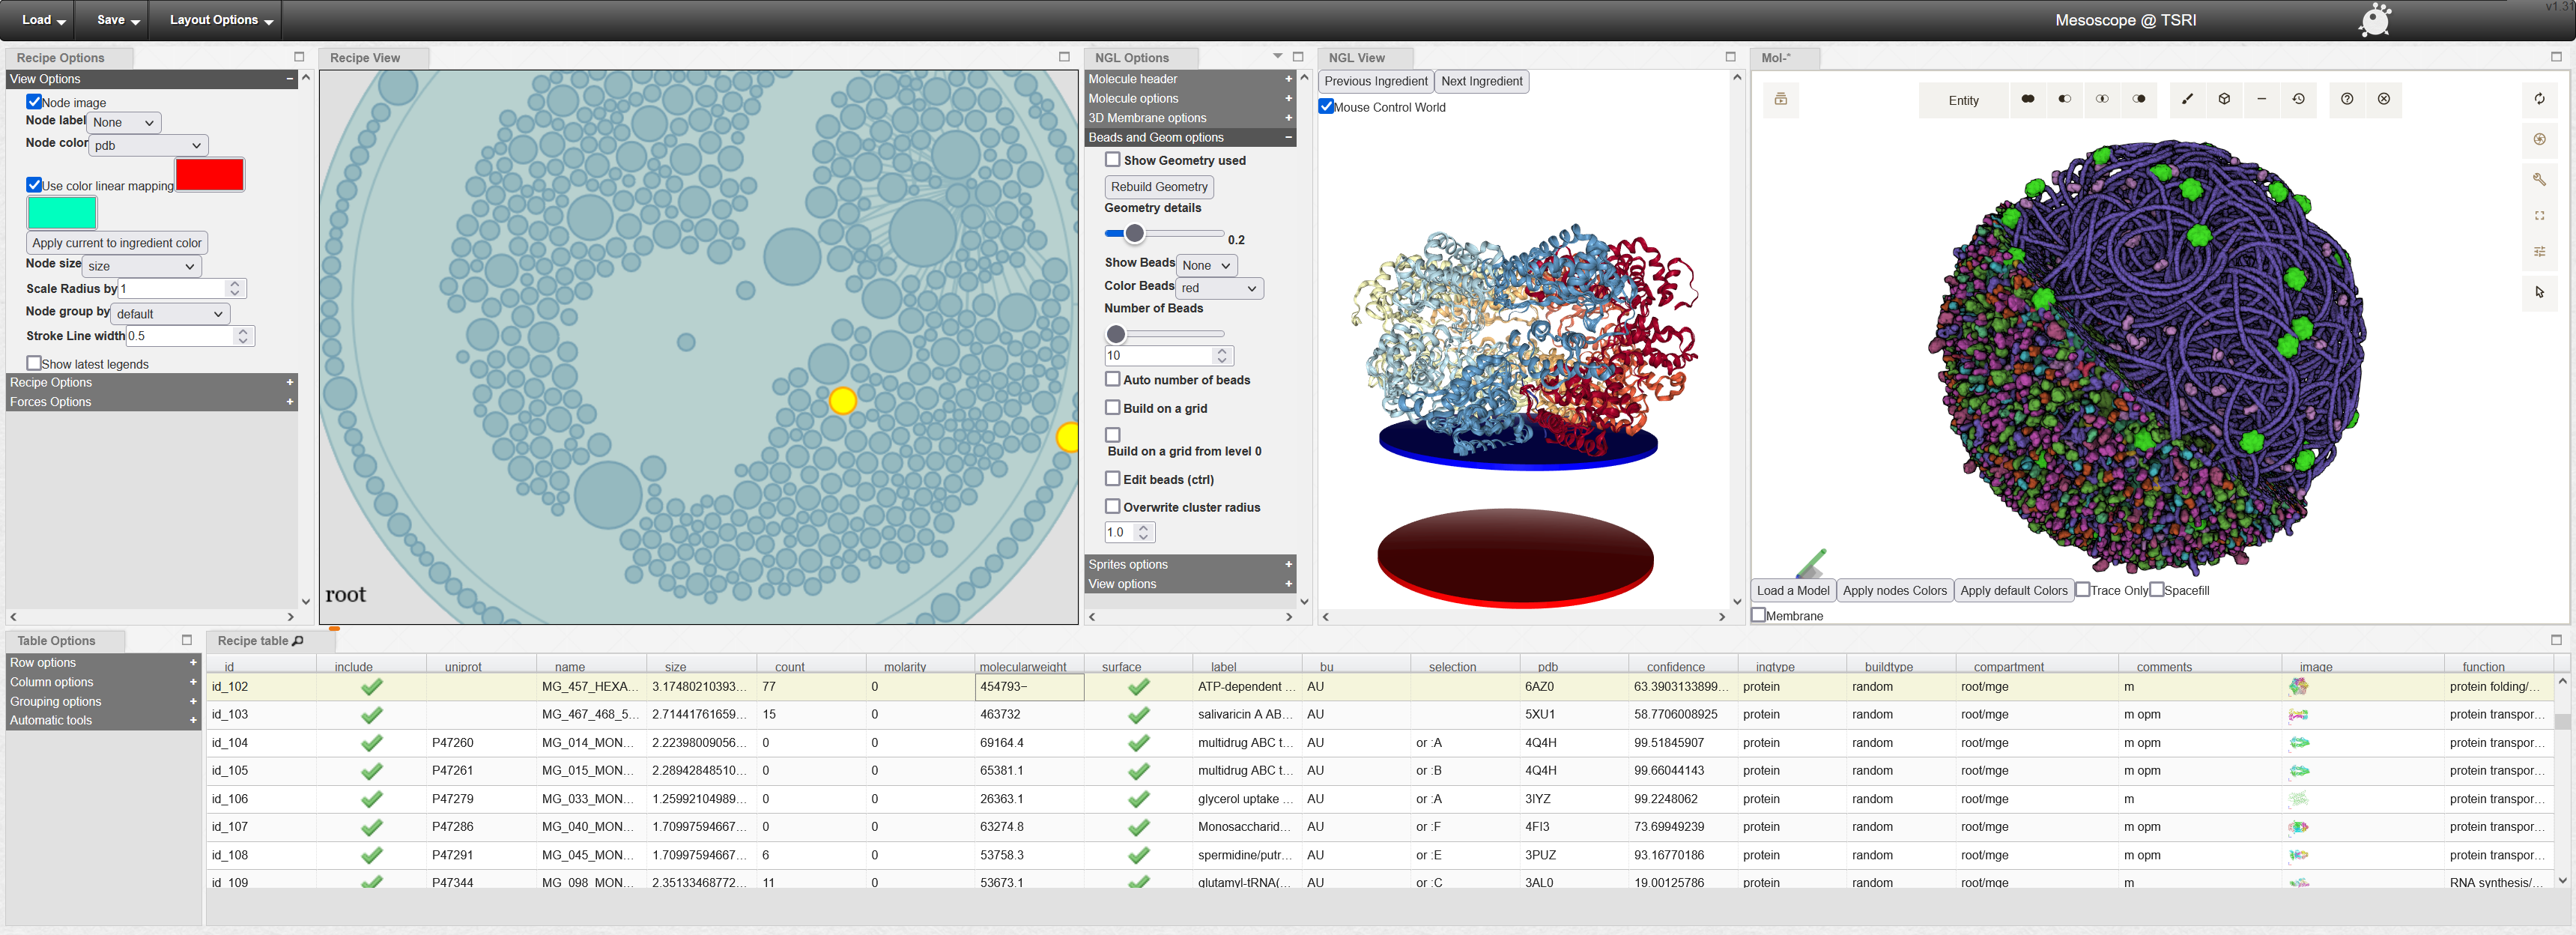 Load Save Layout Options Mesoscope @ TSRI v1.31
Recipe Options
View Options
Node image
Node label None
Node color pdb
Use color linear mapping
Apply current to ingredient color
Node size size
Scale Radius by 1
Node group by default
Stroke Line width 0.5
Show latest legends
Recipe Options
Forces Options
Recipe View
root
NGL Options
Molecule header
Molecule options
3D Membrane options
Beads and Geom options
Show Geometry used
Rebuild Geometry
Geometry details
0.2
Show Beads None
Color Beads red
Number of Beads
10
Auto number of beads
Build on a grid
Build on a grid from level 0
Edit beads (ctrl)
Overwrite cluster radius
1.0
Sprites options
View options
NGL View
Previous Ingredient Next Ingredient
Mouse Control World
Mol-*
Entity
Load a Model Apply nodes Colors Apply default Colors Trace Only Spacefill
Membrane
Table Options
Row options
Column options
Grouping options
Automatic tools
Recipe table
id include uniprot name size count molarity molecularweight surface label bu selection pdb confidence ingtype buildtype compartment comments image function
id_102 MG_457_HEXA... 3.17480210393... 77 0 454793~ ATP-dependent ... AU 6AZ0 63.3903133899... protein random root/mge m protein folding/...
id_103 MG_467_468_5... 2.71441761659... 15 0 463732 salivaricin A AB... AU 5XU1 58.7706008925 protein random root/mge m opm protein transpor...
id_104 P47260 MG_014_MON... 2.22398009056... 0 0 69164.4 multidrug ABC t... AU or :A 4Q4H 99.51845907 protein random root/mge m opm protein transpor...
id_105 P47261 MG_015_MON... 2.28942848510... 0 0 65381.1 multidrug ABC t... AU or :B 4Q4H 99.66044143 protein random root/mge m opm protein transpor...
id_106 P47279 MG_033_MON... 1.25992104989... 0 0 26363.1 glycerol uptake ... AU or :A 3IYZ 99.2248062 protein random root/mge m protein transpor...
id_107 P47286 MG_040_MON... 1.70997594667... 0 0 63274.8 Monosaccharid... AU or :F 4FI3 73.69949239 protein random root/mge m opm protein transpor...
id_108 P47291 MG_045_MON... 1.70997594667... 6 0 53758.3 spermidine/putr... AU or :E 3PUZ 93.16770186 protein random root/mge m opm protein transpor...
id_109 P47344 MG_098_MON... 2.35133468772... 11 0 53673.1 glutamyl-tRNA(... AU or :C 3AL0 19.00125786 protein random root/mge m RNA synthesis/...